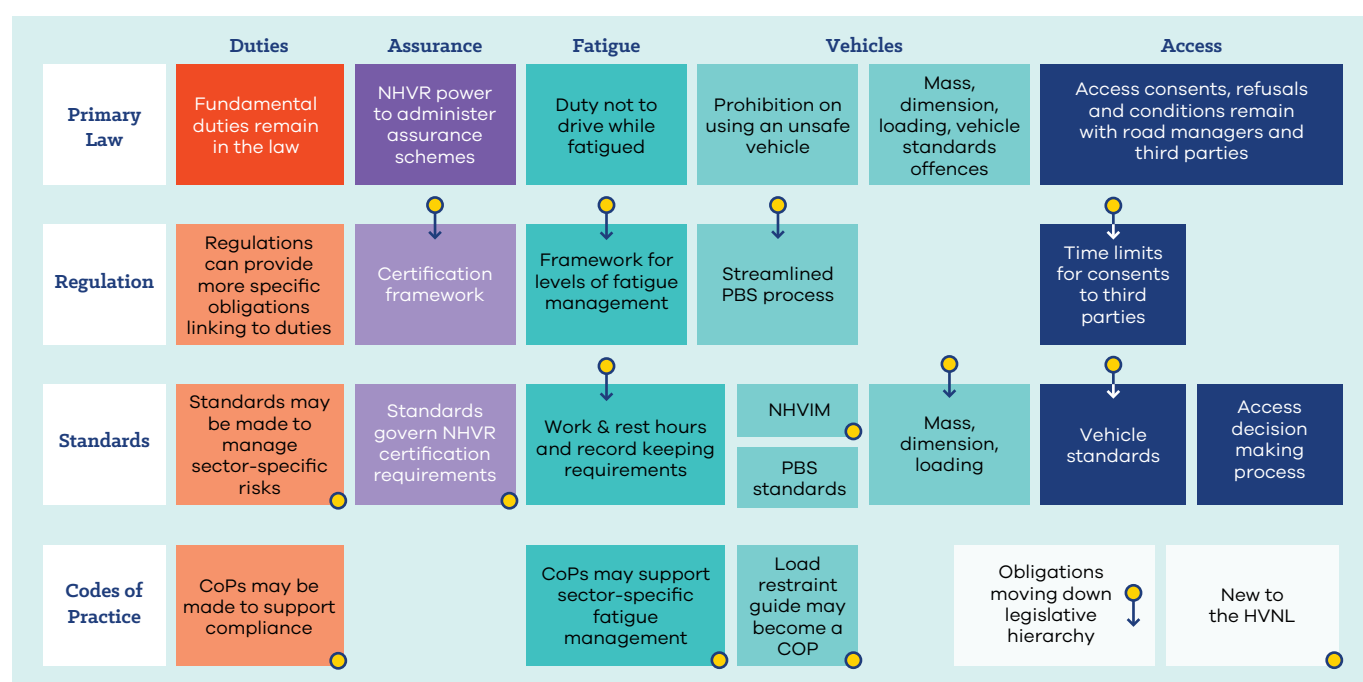 Duties
Assurance
Fatigue
Vehicles
Access
Primary
Law
Fundamental
duties remain
in the law
NHVR power
to administer
assurance
schemes
Duty not to
drive while
fatigued
Prohibition on
using an unsafe
vehicle
Mass,
dimension,
loading, vehicle
standards
offences
Access consents, refusals
and conditions remain
with road managers and
third parties
Regulation
Regulations
can provide
more specific
obligations
linking to duties
Certification
framework
Framework for
levels of fatigue
management
Streamlined
PBS process
Time limits
for consents
to third
parties
Standards
Standards may
be made to
manage
sector-specific
risks
Standards
govern NHVR
certification
requirements
Work & rest hours
and record keeping
requirements
NHVIM
PBS
standards
Mass,
dimension,
loading
Vehicle
standards
Access
decision
making
process
Codes of
Practice
CoPs may be
made to support
compliance
CoPs may support
sector-specific
fatigue
management
Load
restraint
guide may
become a
COP
Obligations
moving down
legislative
hierarchy
New to
the HVNL